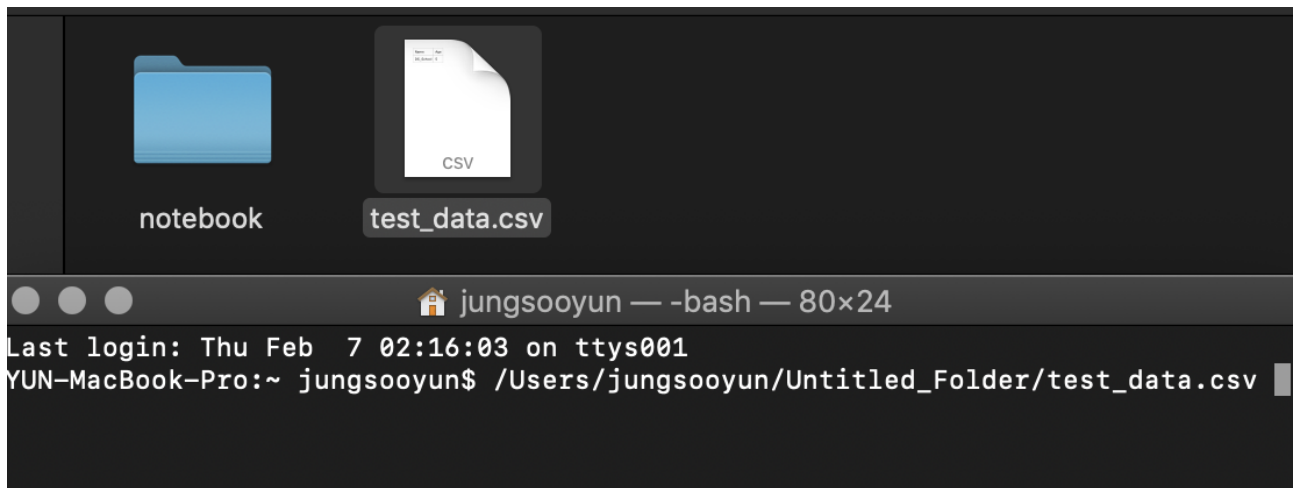 CSV
notebook
test_data.csv
jungsooyun — -bash — 80×24
Last login: Thu Feb  7 02:16:03 on ttys001
YUN-MacBook-Pro:~ jungsooyun$ /Users/jungsooyun/Untitled_Folder/test_data.csv